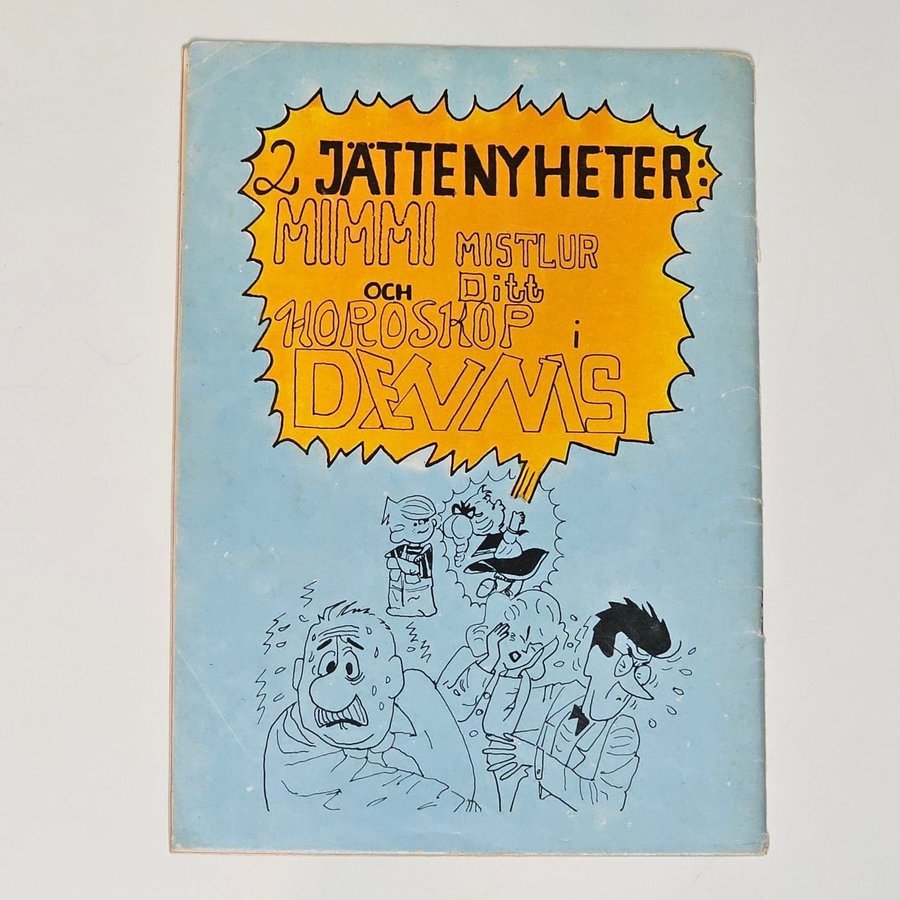 2 JÄTTENYHETER:
MIMMI MISTLUR
OCH Ditt
HOROSKOP i
DENNIS